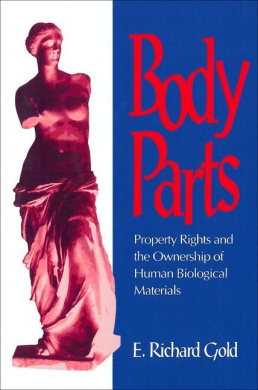 Body
Parts
Property Rights and
the Ownership of
Human Biological
Materials
E. Richard Gold